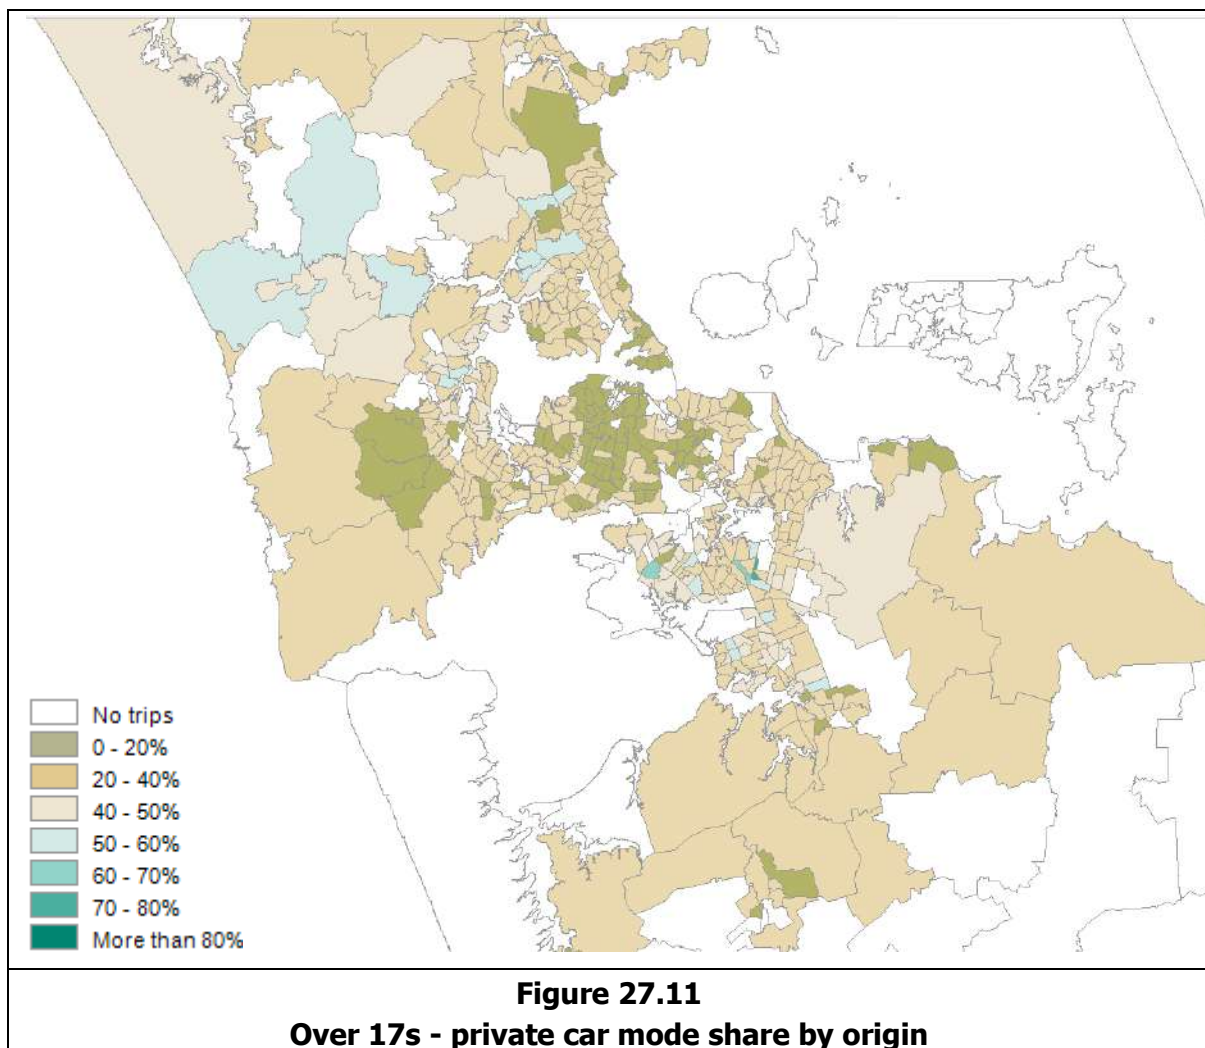 No trips
0 - 20%
20 - 40%
40 - 50%
50 - 60%
60 - 70%
70 - 80%
More than 80%
Figure 27.11
Over 17s - private car mode share by origin